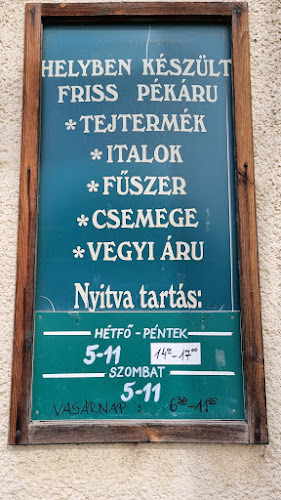 HELYBEN KÉSZÜLT
FRISS PÉKÁRU
*TEJTERMÉK
*ITALOK
*FŰSZER
*CSEMEGE
*VEGYI ÁRU
Nyitva tartás:
HÉTFŐ - PÉNTEK
5-11 14⁰⁰-17⁰⁰
SZOMBAT
5-11
VASÁRNAP : 6³⁰-11⁰⁰